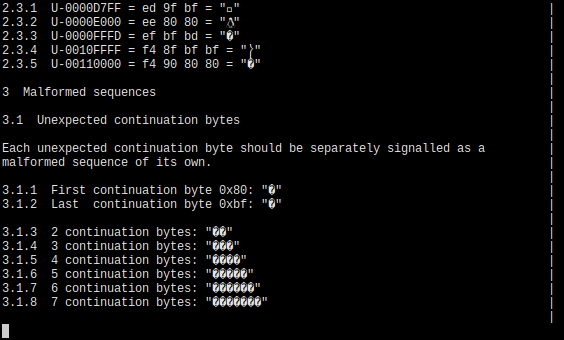 2.3.1  U-0000D7FF = ed 9f bf = "□" |
2.3.2  U-0000E000 = ee 80 80 = "" |
2.3.3  U-0000FFFD = ef bf bd = "�" |
2.3.4  U-0010FFFF = f4 8f bf bf = "" |
2.3.5  U-00110000 = f4 90 80 80 = "�" |
|
3  Malformed sequences |
|
3.1  Unexpected continuation bytes |
|
Each unexpected continuation byte should be separately signalled as a |
malformed sequence of its own. |
|
3.1.1  First continuation byte 0x80: "�" |
3.1.2  Last  continuation byte 0xbf: "�" |
|
3.1.3  2 continuation bytes: "��" |
3.1.4  3 continuation bytes: "���" |
3.1.5  4 continuation bytes: "����" |
3.1.6  5 continuation bytes: "�����" |
3.1.7  6 continuation bytes: "������" |
3.1.8  7 continuation bytes: "�������" |
|